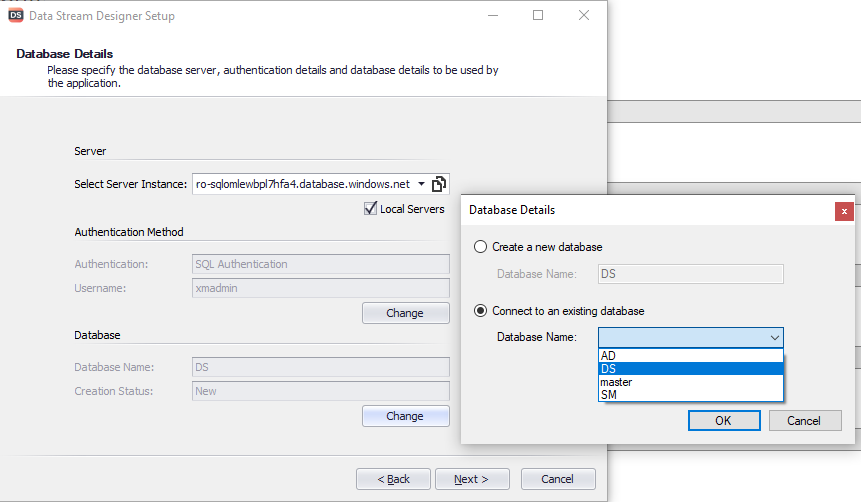 DS Data Stream Designer Setup
Database Details
Please specify the database server, authentication details and database details to be used by
the application.
Server
Select Server Instance: ro-sqlomlewbpl7hfa4.database.windows.net
Local Servers
Authentication Method
Authentication: SQL Authentication
Username: xmadmin
Change
Database
Database Name: DS
Creation Status: New
Change
< Back Next > Cancel
Database Details x
Create a new database
Database Name: DS
Connect to an existing database
Database Name:
AD
DS
master
SM
OK Cancel